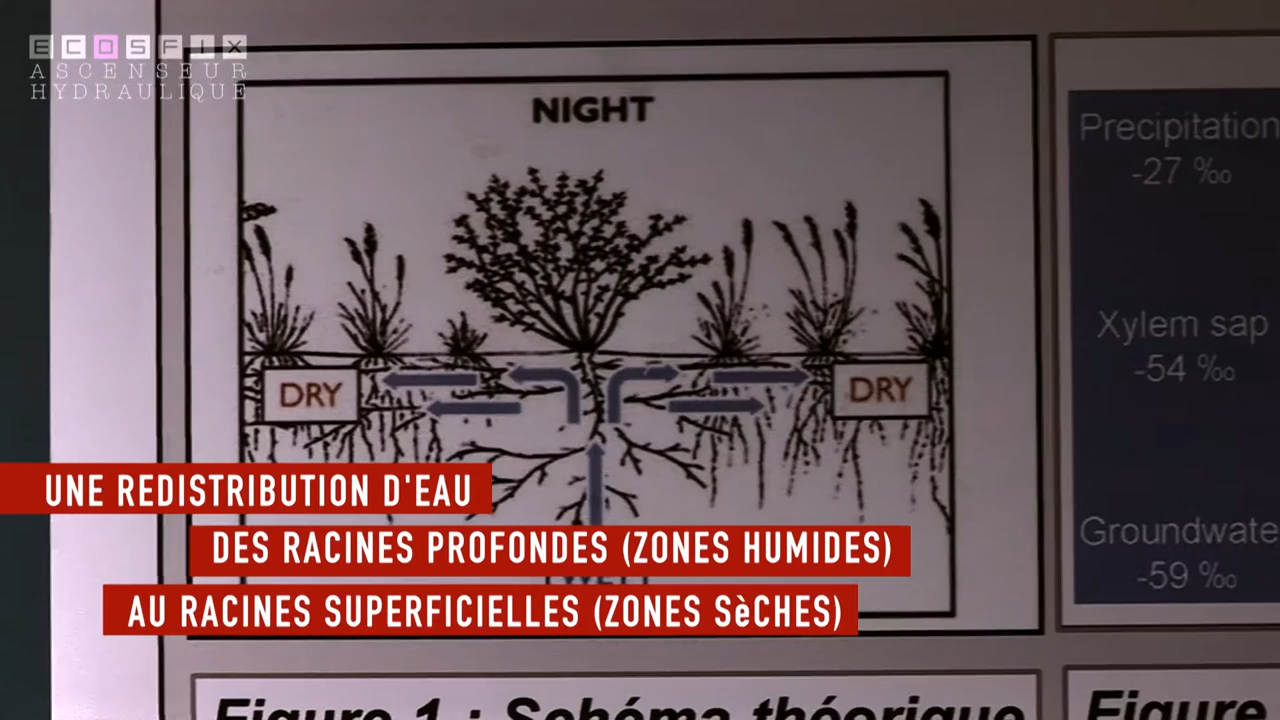 ECOSFIX
ASCENSEUR
HYDRAULIQUE
NIGHT
DRY
DRY
Precipitation
-27 ‰
Xylem sap
-54 ‰
Groundwate
-59 ‰
UNE REDISTRIBUTION D'EAU
DES RACINES PROFONDES (ZONES HUMIDES)
AU RACINES SUPERFICIELLES (ZONES SèCHES)
Figure 1 : Schéma théorique
Figure